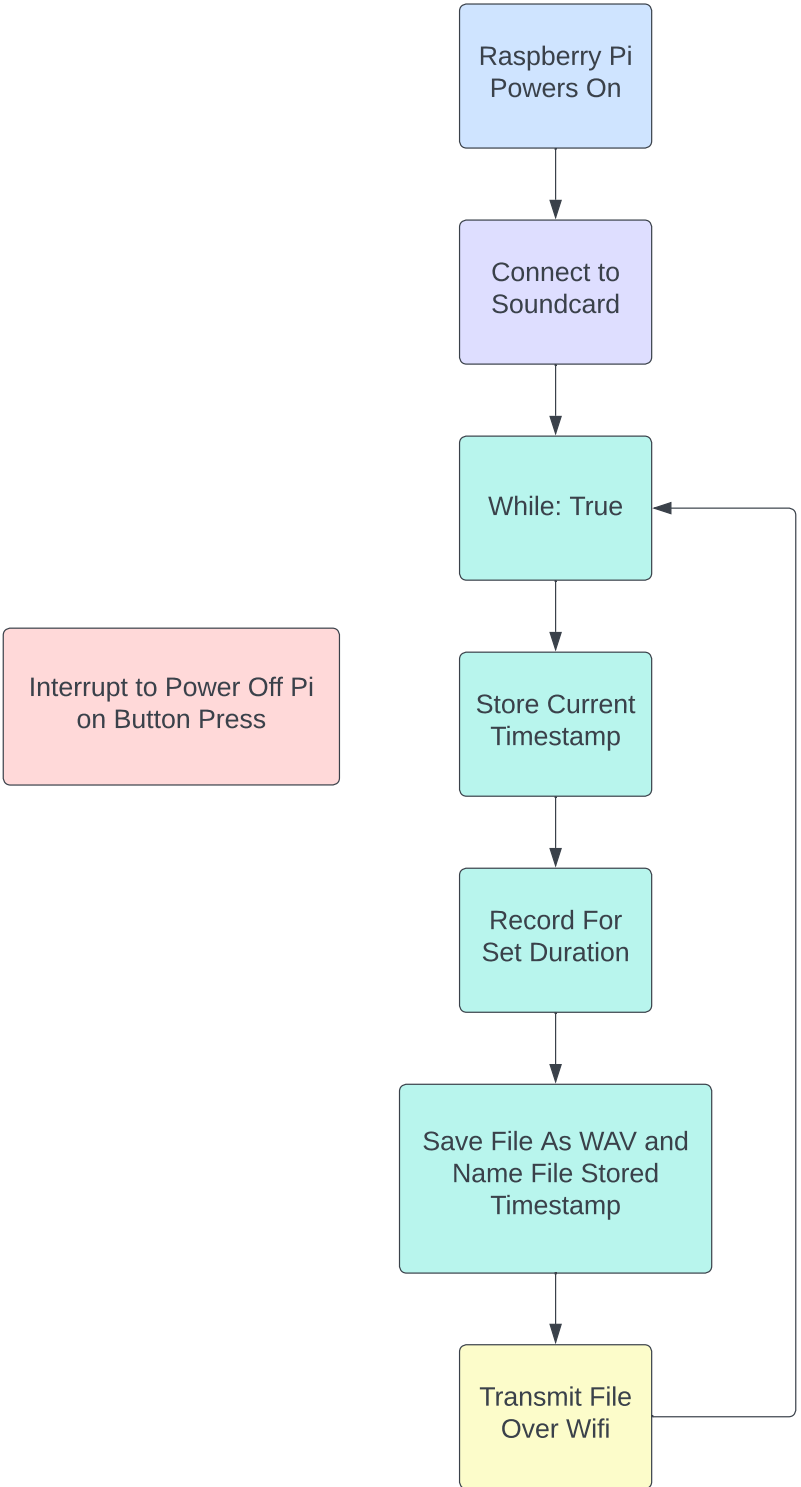 Raspberry Pi
Powers On
Connect to
Soundcard
While: True
Interrupt to Power Off Pi
on Button Press
Store Current
Timestamp
Record For
Set Duration
Save File As WAV and
Name File Stored
Timestamp
Transmit File
Over Wifi